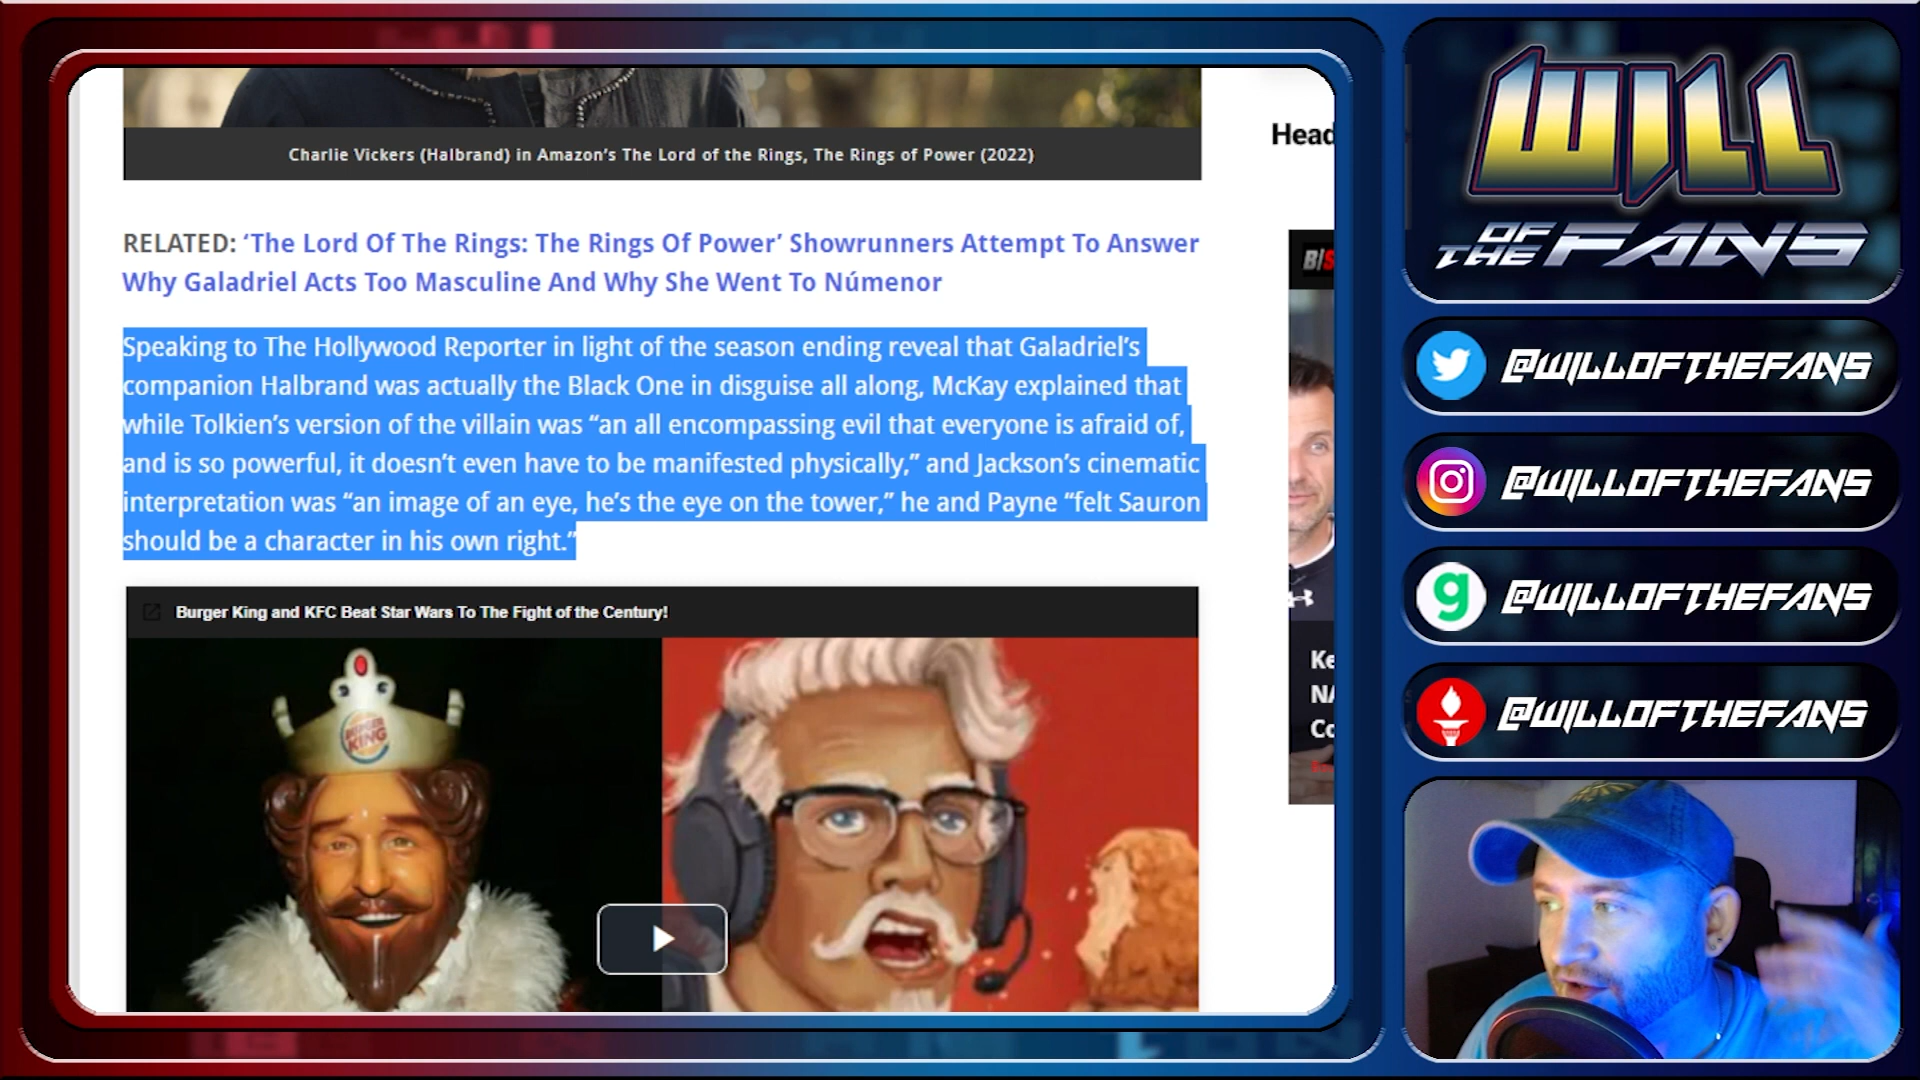 Charlie Vickers (Halbrand) in Amazon’s The Lord of the Rings, The Rings of Power (2022)
RELATED: ‘The Lord Of The Rings: The Rings Of Power’ Showrunners Attempt To Answer
Why Galadriel Acts Too Masculine And Why She Went To Númenor
Speaking to The Hollywood Reporter in light of the season ending reveal that Galadriel’s
companion Halbrand was actually the Black One in disguise all along, McKay explained that
while Tolkien’s version of the villain was “an all encompassing evil that everyone is afraid of,
and is so powerful, it doesn’t even have to be manifested physically,” and Jackson’s cinematic
interpretation was “an image of an eye, he’s the eye on the tower,” he and Payne “felt Sauron
should be a character in his own right.”
Burger King and KFC Beat Star Wars To The Fight of the Century!
BURGER
KING
Head
BIS
Ke
NA
Co
WILL
OF
THE FANS
@WILLOFTHEFANS
@WILLOFTHEFANS
g @WILLOFTHEFANS
@WILLOFTHEFANS